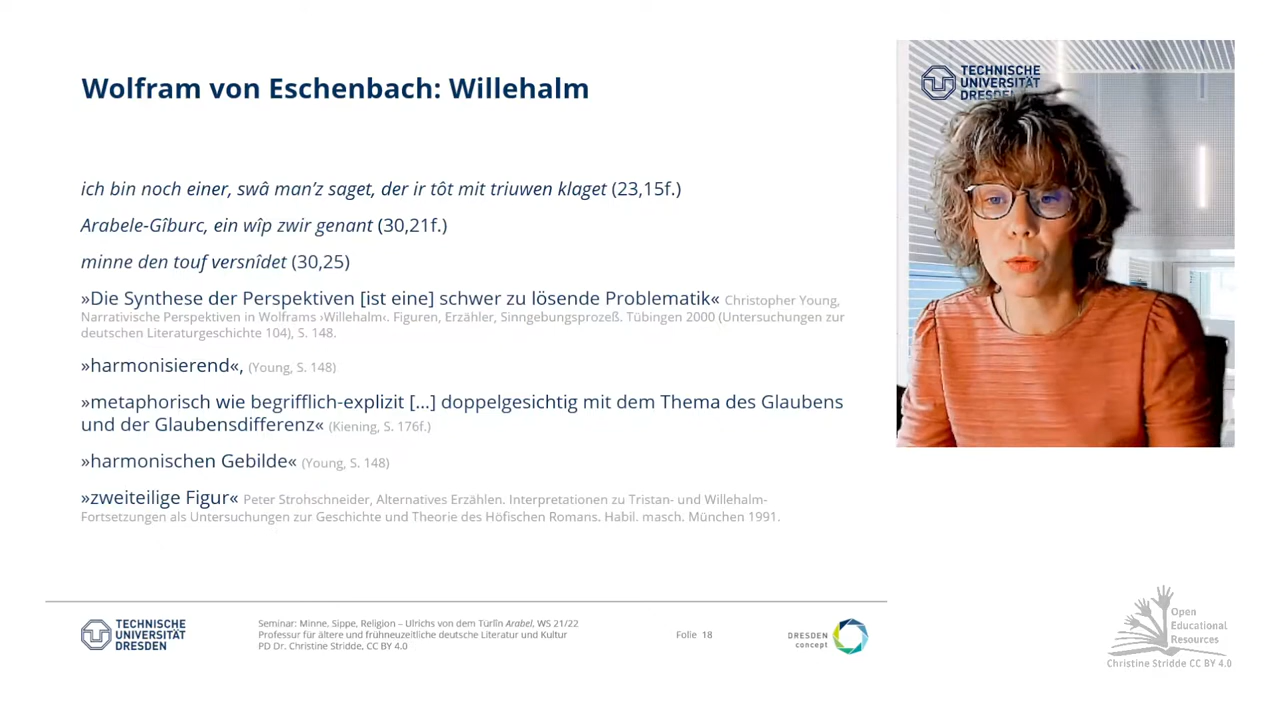 Wolfram von Eschenbach: Willehalm
ich bin noch einer, swâ man’z saget, der ir tôt mit triuwen klaget (23,15f.)
Arabele-Gîburc, ein wîp zwir genant (30,21f.)
minne den touf versnîdet (30,25)
»Die Synthese der Perspektiven [ist eine] schwer zu lösende Problematik« Christopher Young,
Narrativische Perspektiven in Wolframs ›Willehalm‹. Figuren, Erzähler, Sinngebungsprozeß. Tübingen 2000 (Untersuchungen zur
deutschen Literaturgeschichte 104), S. 148.
»harmonisierend«, (Young, S. 148)
»metaphorisch wie begrifflich-explizit [...] doppelgesichtig mit dem Thema des Glaubens
und der Glaubensdifferenz« (Kiening, S. 176f.)
»harmonischen Gebilde« (Young, S. 148)
»zweiteilige Figur« Peter Strohschneider, Alternatives Erzählen. Interpretationen zu Tristan- und Willehalm-
Fortsetzungen als Untersuchungen zur Geschichte und Theorie des Höfischen Romans. Habil. masch. München 1991.
TECHNISCHE
UNIVERSITÄT
DRESDEN
Seminar: Minne, Sippe, Religion – Ulrichs von dem Türlîn Arabel, WS 21/22
Professur für ältere und frühneuzeitliche deutsche Literatur und Kultur
PD Dr. Christine Stridde, CC BY 4.0
Folie 18
DRESDEN
concept
TECHNISCHE
UNIVERSITÄT
DRESDEN
Open
Educational
Resources
Christine Stridde CC BY 4.0